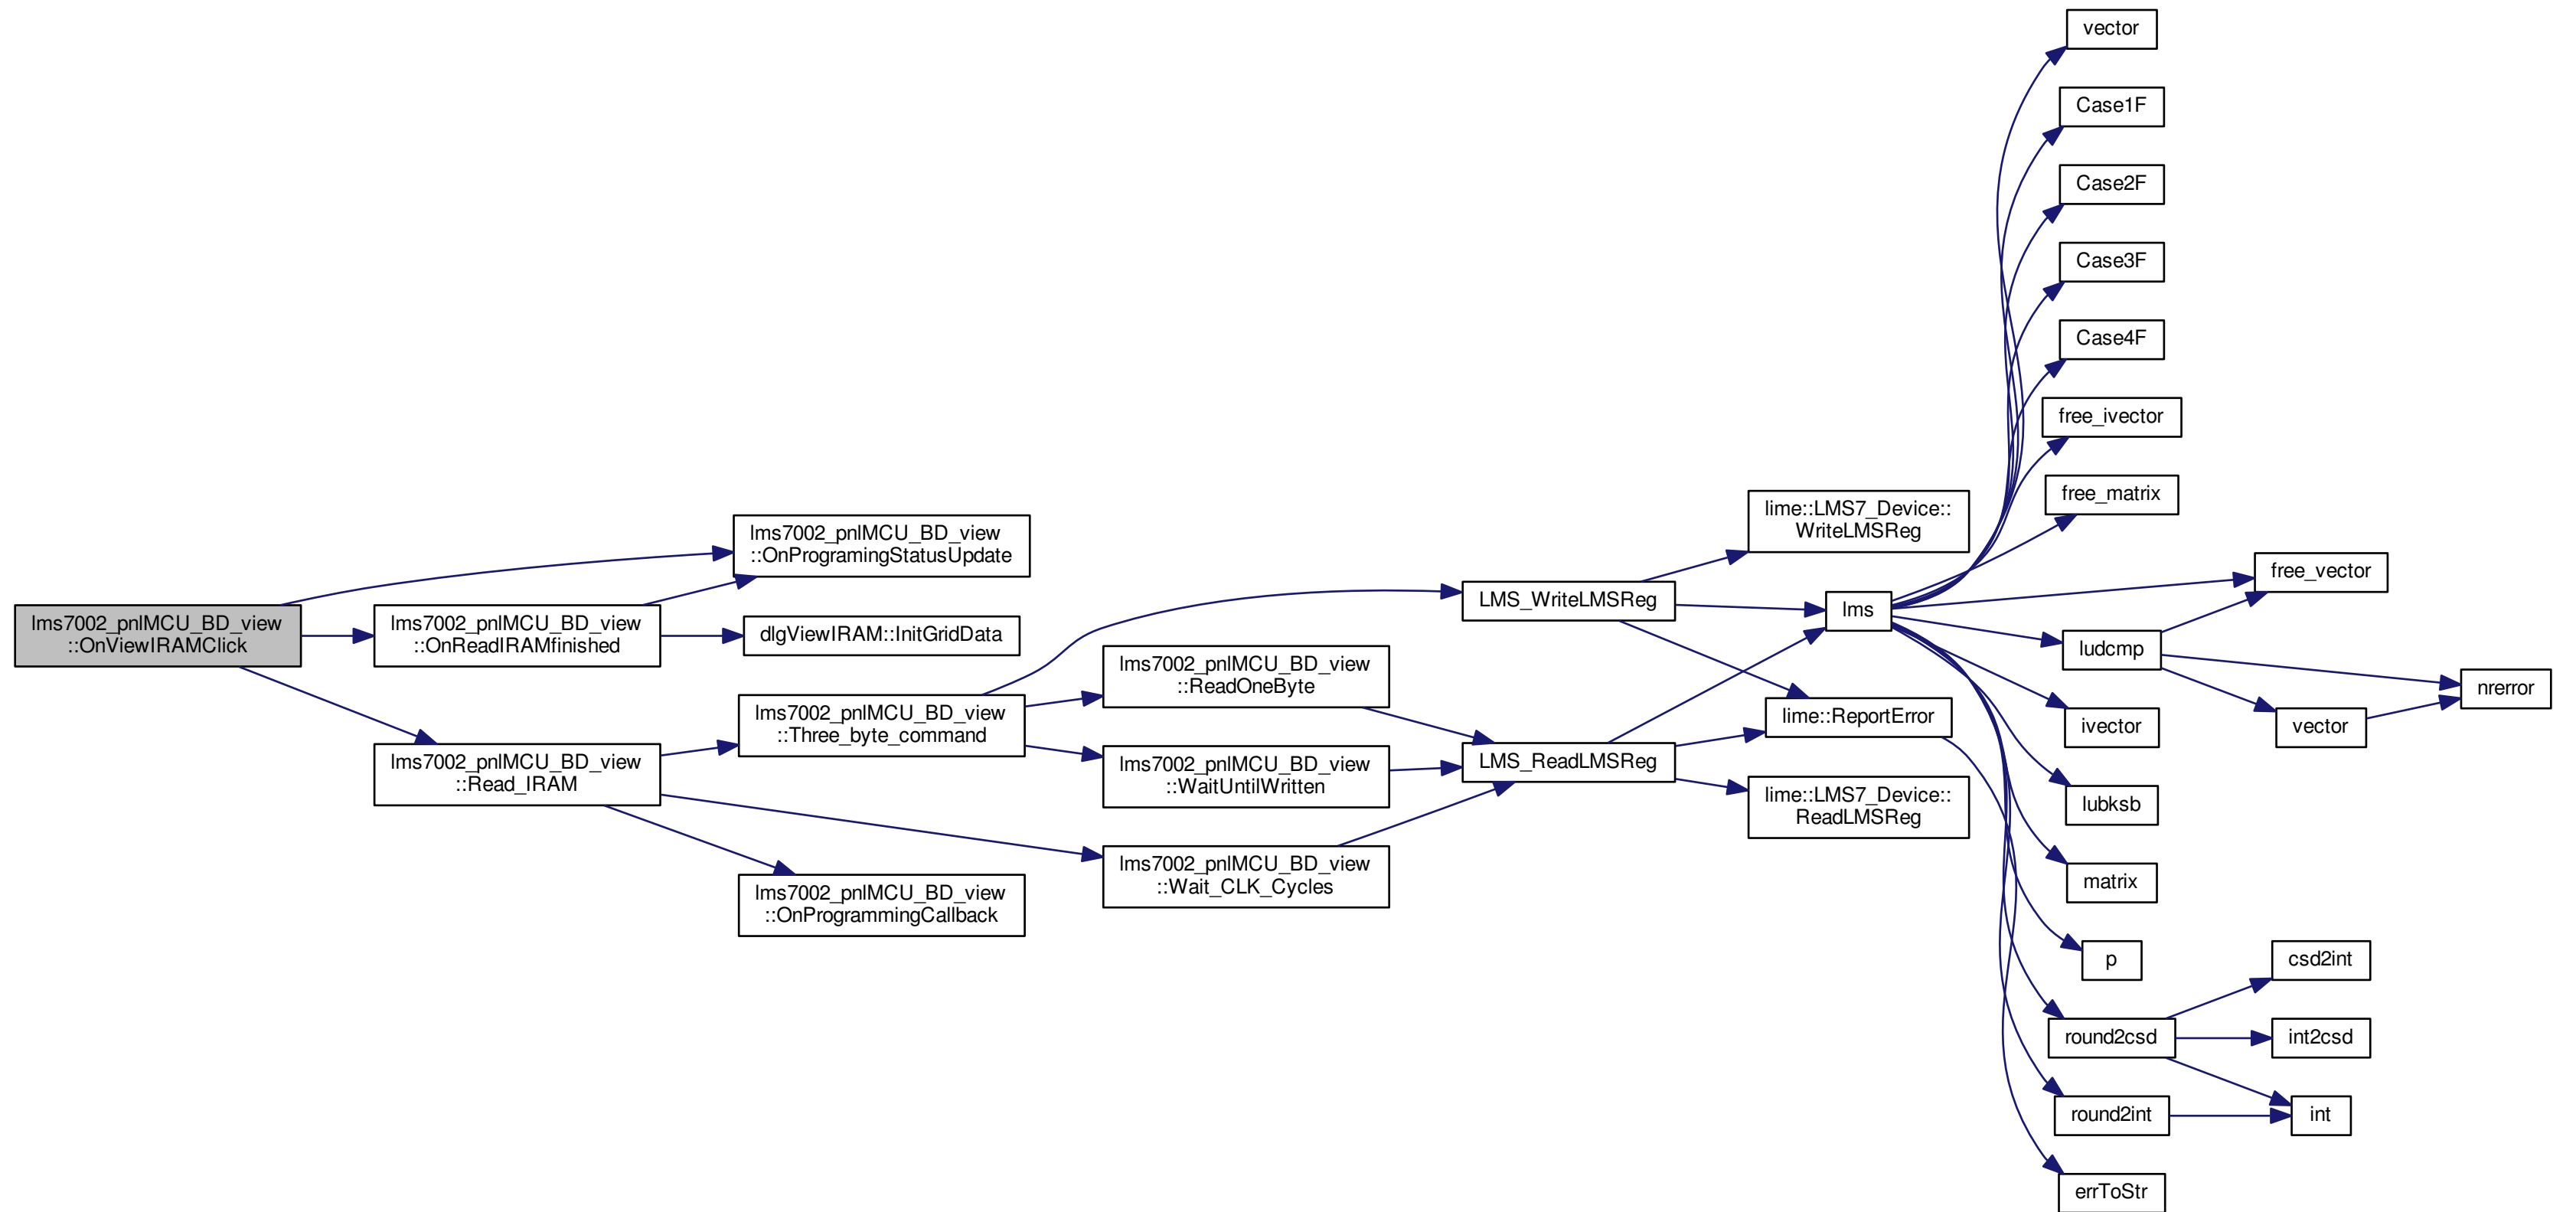 lms7002_pnlMCU_BD_view
::OnViewIRAMClick
lms7002_pnlMCU_BD_view
::OnReadIRAMfinished
lms7002_pnlMCU_BD_view
::Read_IRAM
lms7002_pnlMCU_BD_view
::OnProgramingStatusUpdate
dlgViewIRAM::InitGridData
lms7002_pnlMCU_BD_view
::Three_byte_command
lms7002_pnlMCU_BD_view
::OnProgrammingCallback
lms7002_pnlMCU_BD_view
::ReadOneByte
lms7002_pnlMCU_BD_view
::WaitUntilWritten
lms7002_pnlMCU_BD_view
::Wait_CLK_Cycles
LMS_WriteLMSReg
LMS_ReadLMSReg
lime::LMS7_Device::
WriteLMSReg
lms
lime::ReportError
lime::LMS7_Device::
ReadLMSReg
vector
Case1F
Case2F
Case3F
Case4F
free_ivector
free_matrix
ludcmp
ivector
lubksb
matrix
p
round2csd
round2int
errToStr
free_vector
vector
csd2int
int2csd
int
nrerror